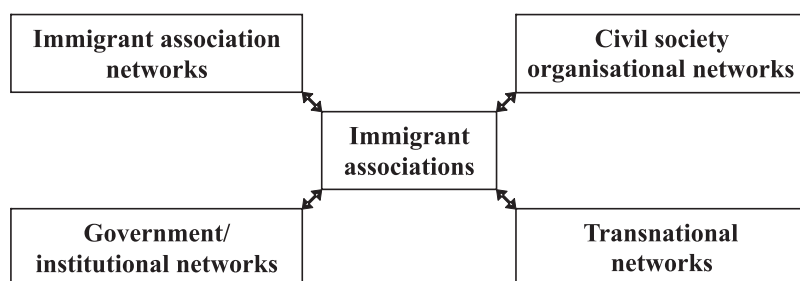 Immigrant association
networks
Civil society
organisational networks
Immigrant
associations
Government/
institutional networks
Transnational
networks